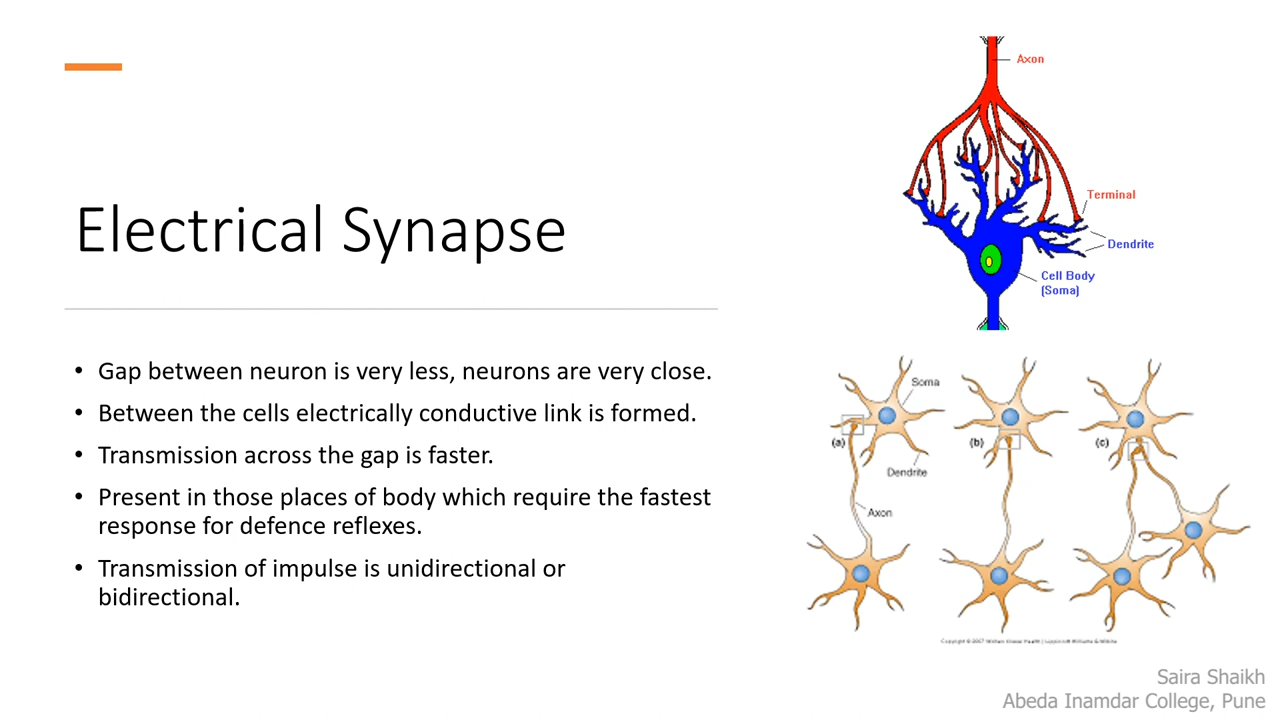 Electrical Synapse
• Gap between neuron is very less, neurons are very close.
• Between the cells electrically conductive link is formed.
• Transmission across the gap is faster.
• Present in those places of body which require the fastest
response for defence reflexes.
• Transmission of impulse is unidirectional or
bidirectional.
Axon
Terminal
Dendrite
Cell Body
(Soma)
Soma
(a)
(b)
(c)
Dendrite
Axon
Saira Shaikh
Abeda Inamdar College, Pune